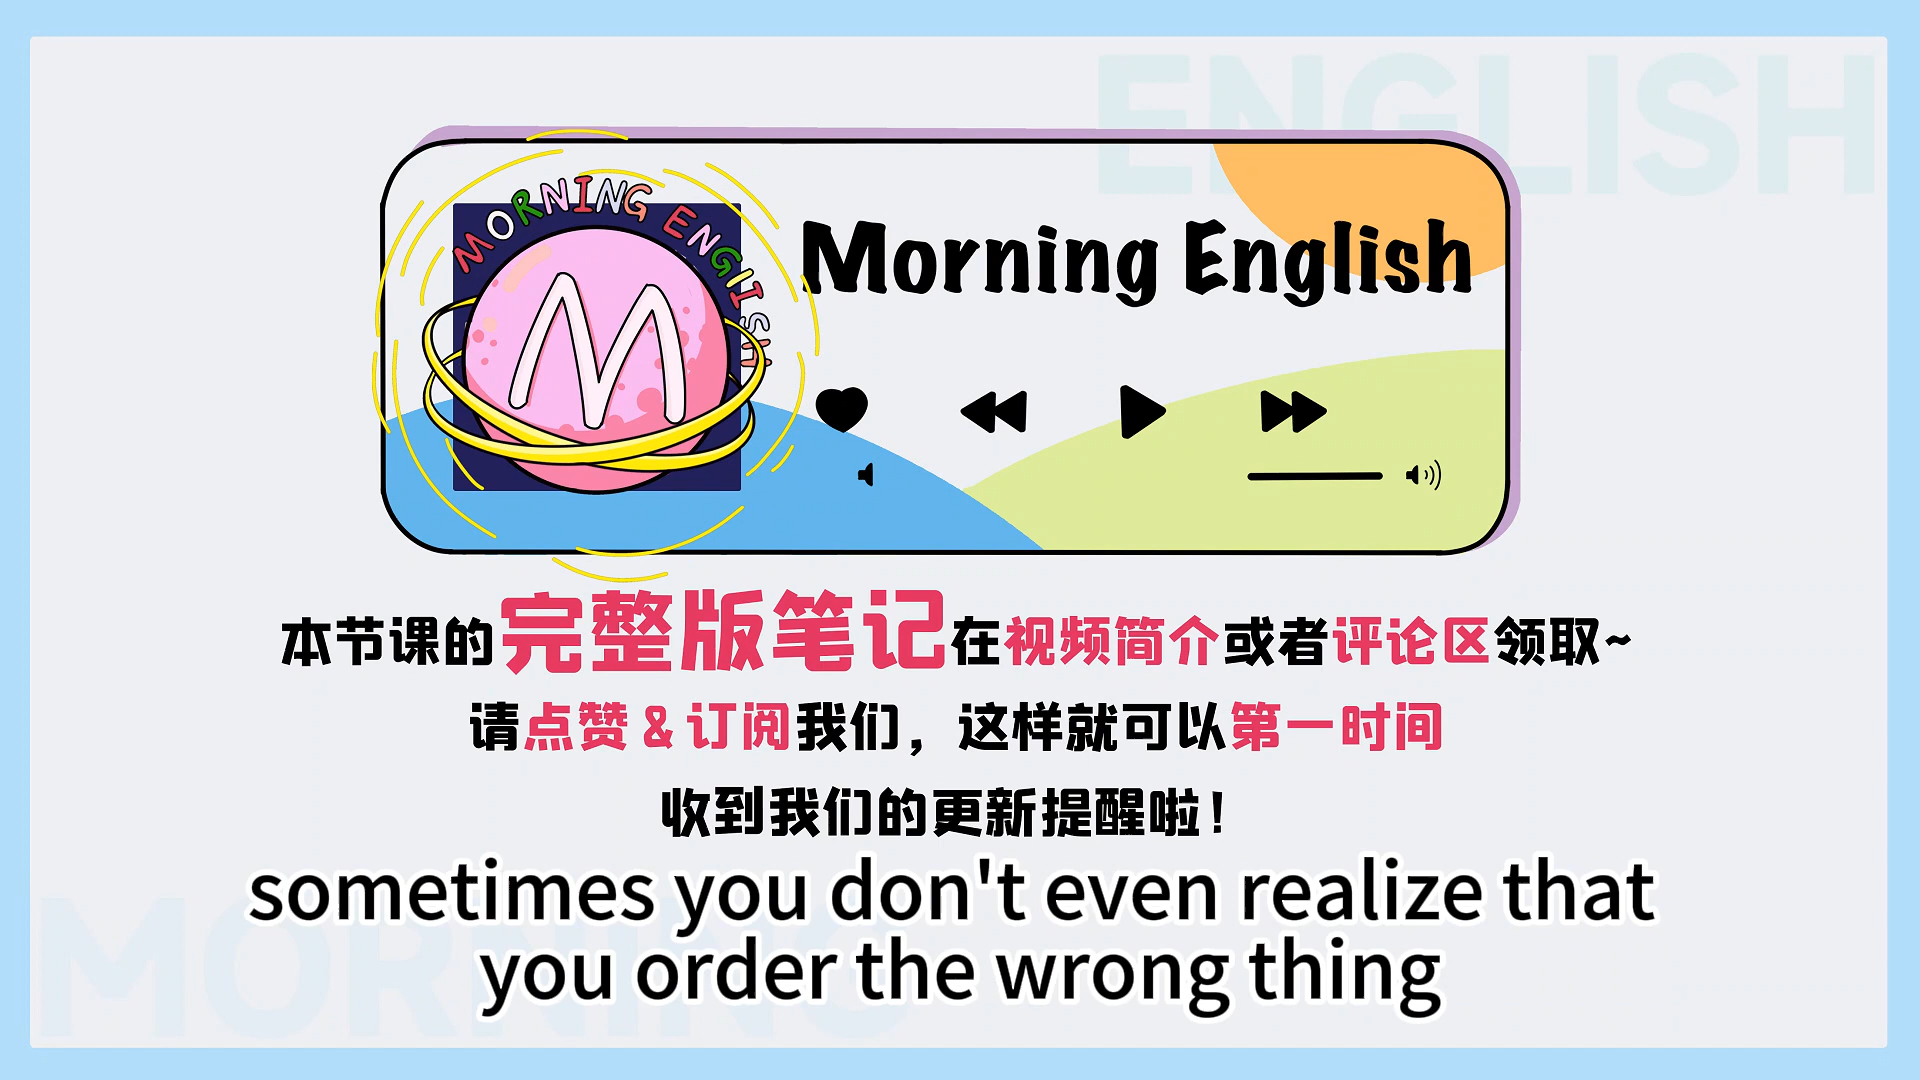 ENGLISH
MORNING ENGLISH
M
Morning English
本节课的完整版笔记在视频简介或者评论区领取~
请点赞&订阅我们，这样就可以第一时间
收到我们的更新提醒啦！
sometimes you don't even realize that
you order the wrong thing
MORNING